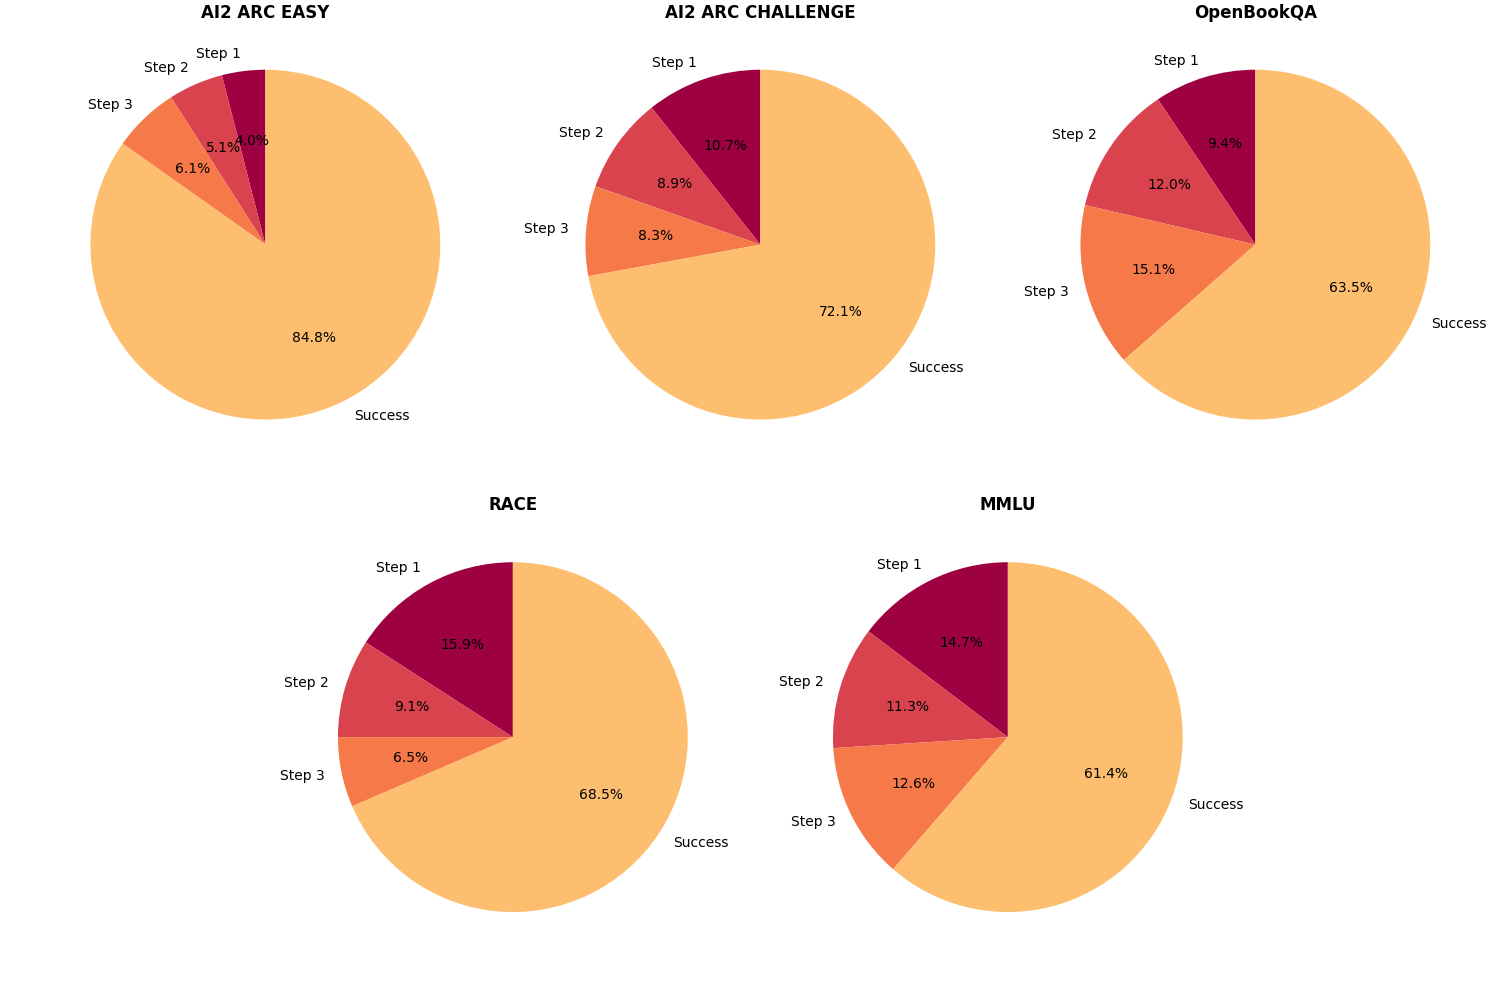 AI2 ARC EASY
Step 1
Step 2
Step 3
4.0%
5.1%
6.1%
84.8%
Success
AI2 ARC CHALLENGE
Step 1
Step 2
Step 3
10.7%
8.9%
8.3%
72.1%
Success
OpenBookQA
Step 1
Step 2
Step 3
9.4%
12.0%
15.1%
63.5%
Success
RACE
Step 1
Step 2
Step 3
15.9%
9.1%
6.5%
68.5%
Success
MMLU
Step 1
Step 2
Step 3
14.7%
11.3%
12.6%
61.4%
Success